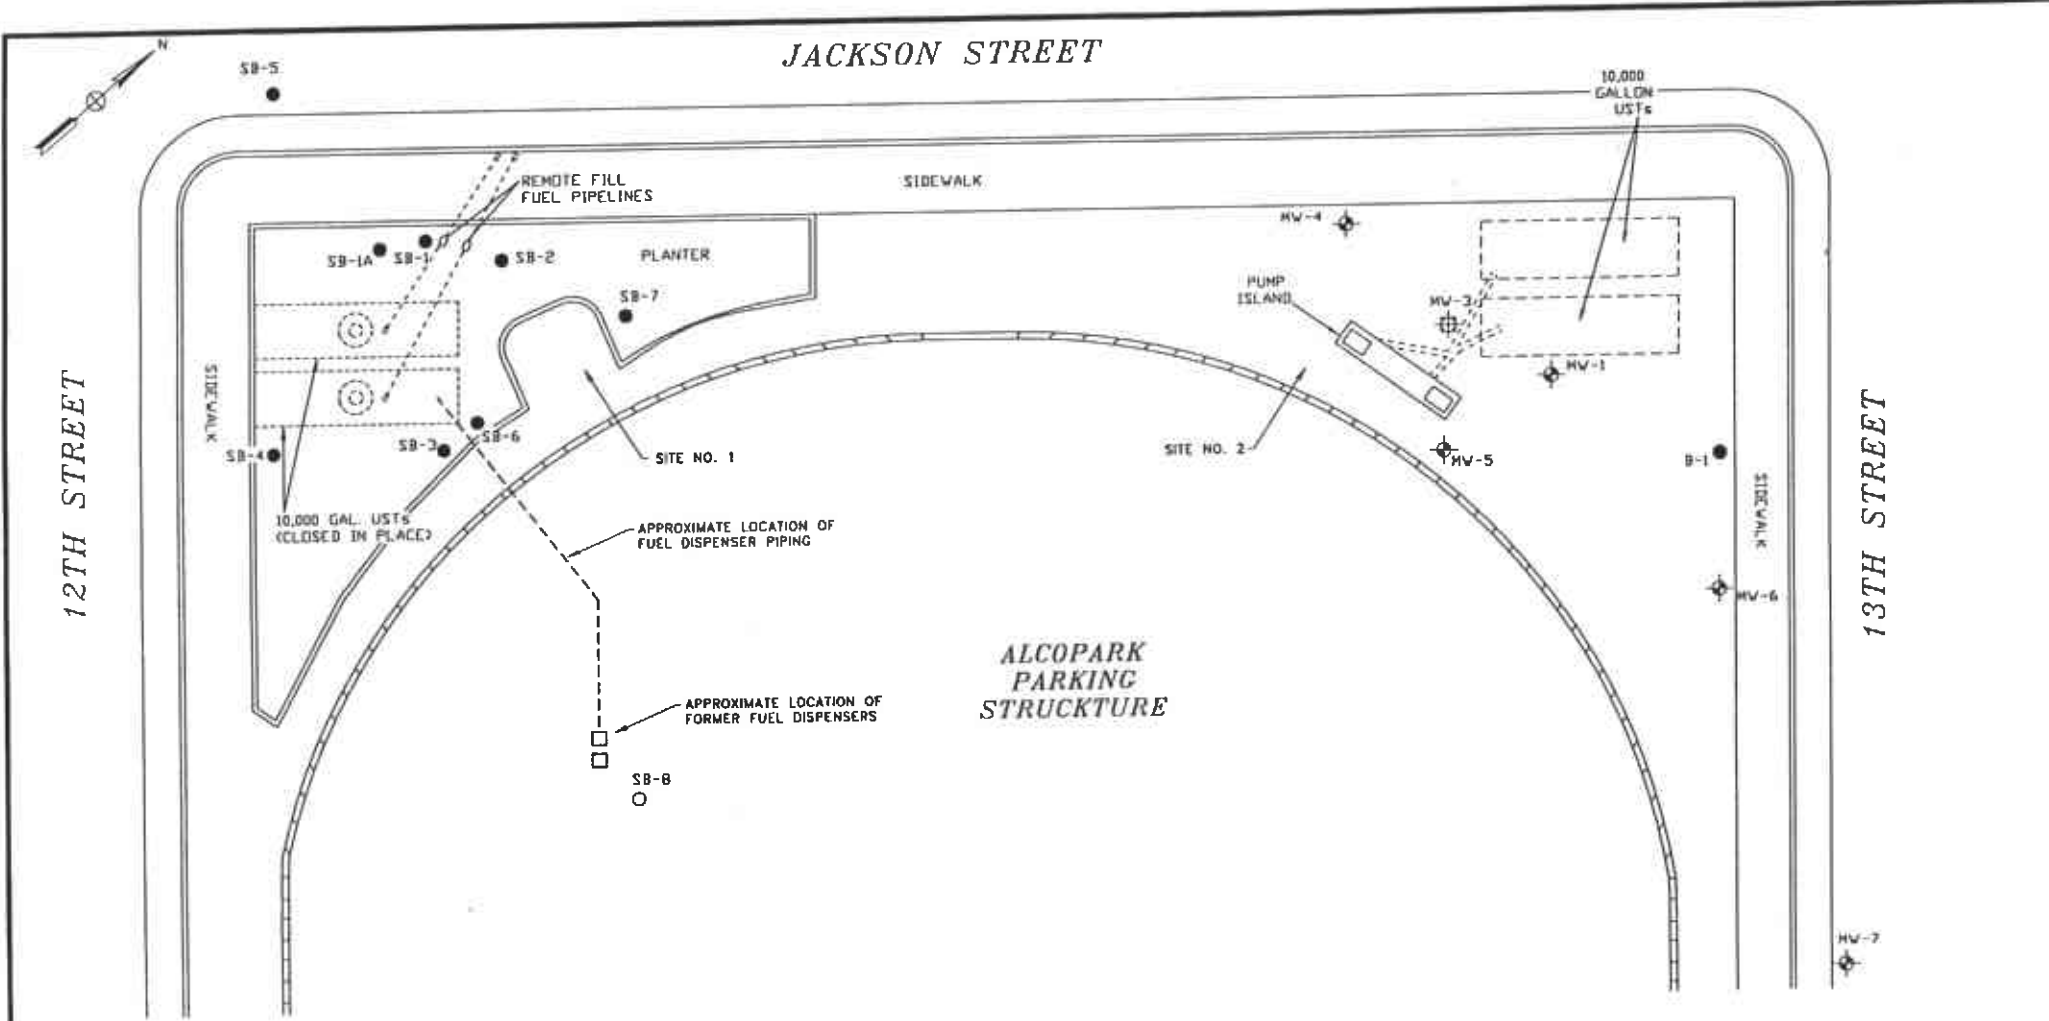 JACKSON STREET
N
SB-5
10,000
GALLON
USTs
REMOTE FILL
FUEL PIPELINES
SIDEWALK
MW-4
SB-1A
SB-1
SB-2
PLANTER
PUMP
ISLAND
SB-7
MW-3
MW-1
SIDEWALK
12TH STREET
SB-4
SB-3
SB-6
SITE NO. 1
SITE NO. 2
MW-5
B-1
SIDEWALK
13TH STREET
10,000 GAL. USTs
(CLOSED IN PLACE)
APPROXIMATE LOCATION OF
FUEL DISPENSER PIPING
MW-6
ALCOPARK
PARKING
STRUCKTURE
APPROXIMATE LOCATION OF
FORMER FUEL DISPENSERS
SB-8
MW-7